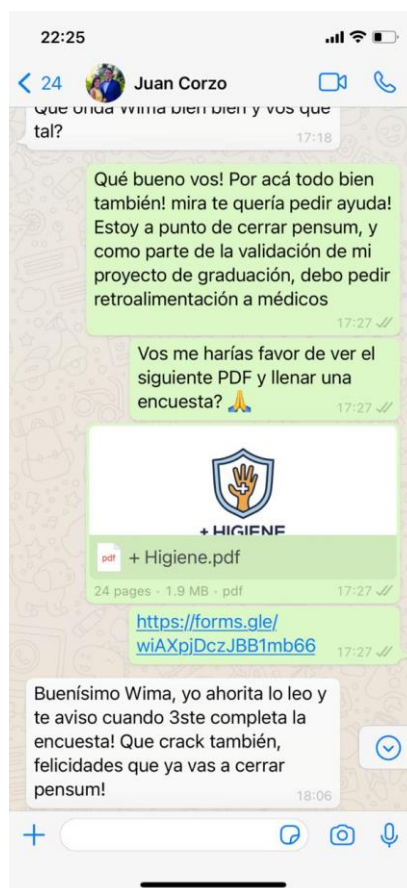 22:25
24
Juan Corzo
Que onda Wima bien bien y vos que
tal?
17:18
Qué bueno vos! Por acá todo bien
también! mira te quería pedir ayuda!
Estoy a punto de cerrar pensum, y
como parte de la validación de mi
proyecto de graduación, debo pedir
retroalimentación a médicos
17:27
Vos me harías favor de ver el
siguiente PDF y llenar una
encuesta? 🙏
17:27
+ HIGIENE
pdf
+ Higiene.pdf
24 pages · 1.9 MB · pdf
17:27
https://forms.gle/
wiAXpjDczJBB1mb66
17:27
Buenísimo Wima, yo ahorita lo leo y
te aviso cuando 3ste completa la
encuesta! Que crack también,
felicidades que ya vas a cerrar
pensum!
18:06